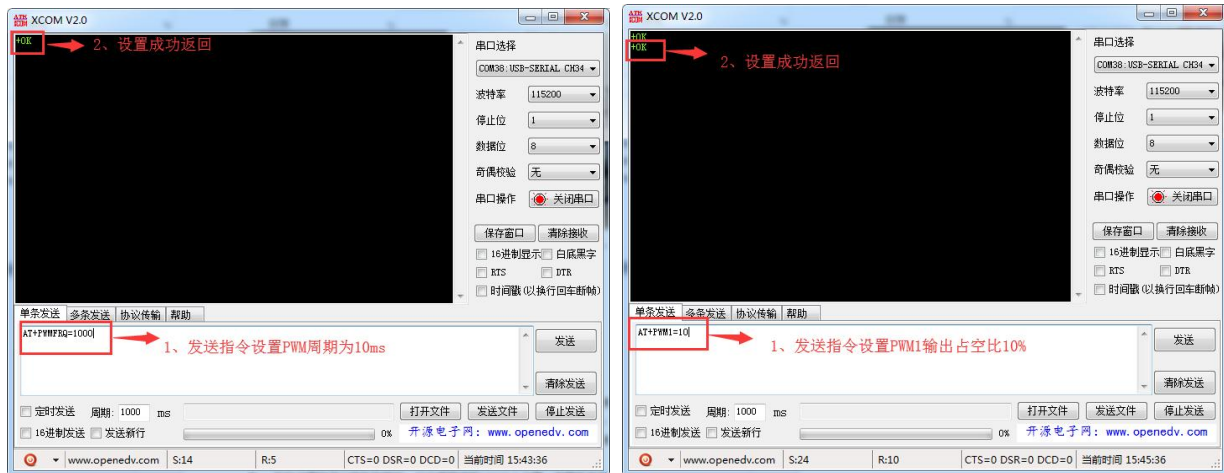 XCOM V2.0
+OK
2、设置成功返回
串口选择
COM38:USB-SERIAL CH34
波特率 115200
停止位 1
数据位 8
奇偶校验 无
串口操作 关闭串口
保存窗口 清除接收
16进制显示 白底黑字
RTS DTR
时间戳(以换行回车断帧)
单条发送 多条发送 协议传输 帮助
AT+PWMFRQ=1000
1、发送指令设置PWM周期为10ms
发送
清除发送
定时发送 周期: 1000 ms 打开文件 发送文件 停止发送
16进制发送 发送新行 0% 开源电子网: www.openedv.com
www.openedv.com S:14 R:5 CTS=0 DSR=0 DCD=0 当前时间 15:43:36
XCOM V2.0
+OK
+OK
2、设置成功返回
串口选择
COM38:USB-SERIAL CH34
波特率 115200
停止位 1
数据位 8
奇偶校验 无
串口操作 关闭串口
保存窗口 清除接收
16进制显示 白底黑字
RTS DTR
时间戳(以换行回车断帧)
单条发送 多条发送 协议传输 帮助
AT+PWM1=10
1、发送指令设置PWM1输出占空比10%
发送
清除发送
定时发送 周期: 1000 ms 打开文件 发送文件 停止发送
16进制发送 发送新行 0% 开源电子网: www.openedv.com
www.openedv.com S:24 R:10 CTS=0 DSR=0 DCD=0 当前时间 15:45:36